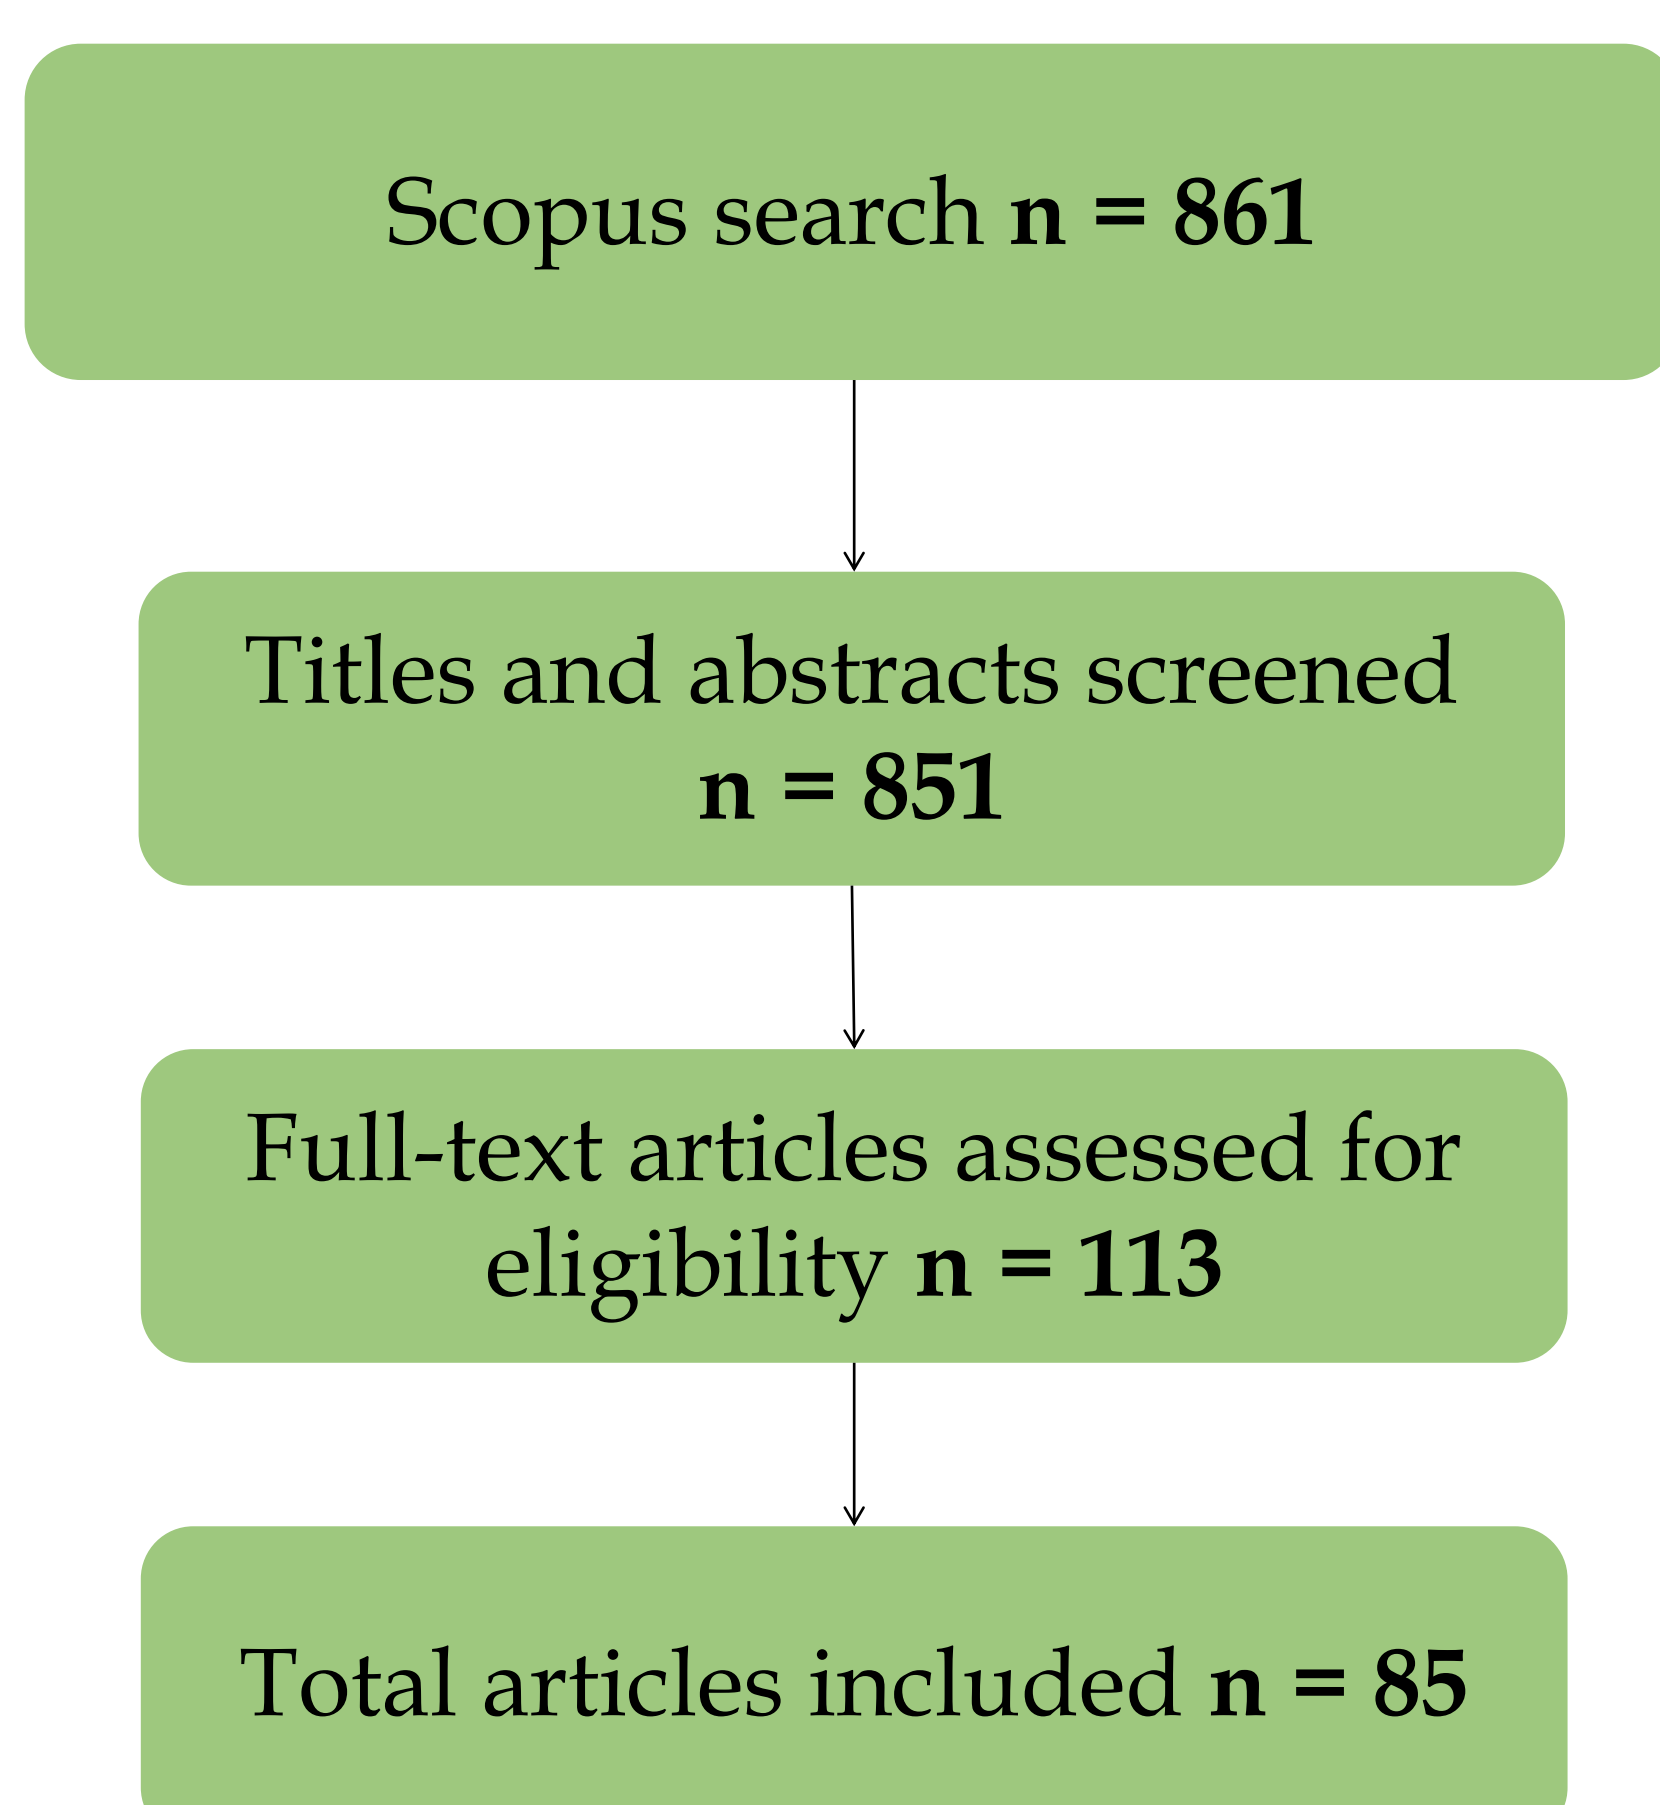 Scopus search n = 861
Titles and abstracts screened
n = 851
Full-text articles assessed for
eligibility n = 113
Total articles included n = 85